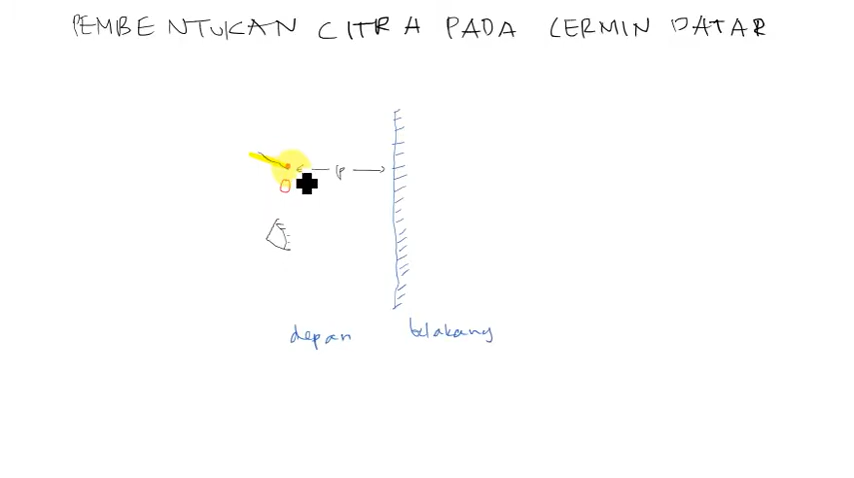 PEMBENTUKAN CITRA PADA CERMIN DATAR
p
O
depan belakang